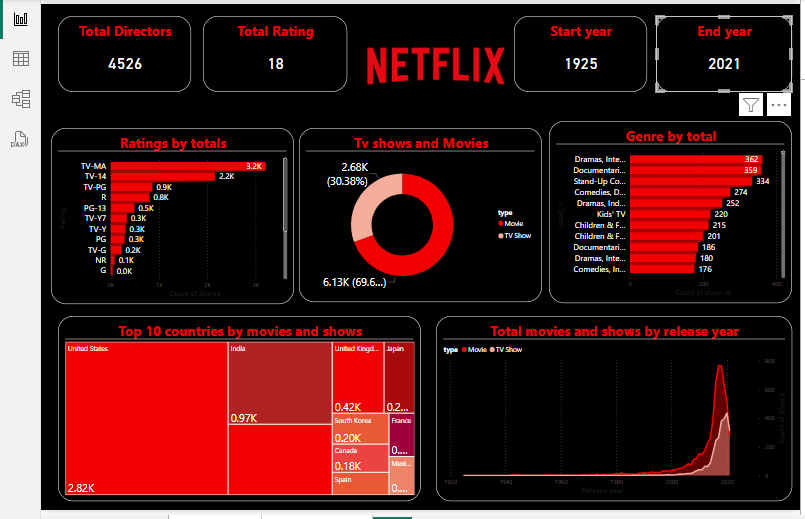 Total Directors
4526
Total Rating
18
NETFLIX
Start year
1925
End year
2021
DAX
Ratings by totals
TV-MA
3.2K
TV-14
2.2K
TV-PG
0.9K
R
0.8K
PG-13
0.5K
TV-Y7
0.3K
TV-Y
0.3K
PG
0.3K
TV-G
0.2K
NR
0.1K
G
0.0K
Rating
0K
1K
2K
3K
Count of Shows
Tv shows and Movies
2.68K
(30.38%)
6.13K (69.6...)
type
Movie
TV Show
Genre by total
Dramas, Inte...
362
Documentari...
359
Stand-Up Co...
334
Comedies, D...
274
Dramas, Ind...
252
Kids' TV
220
Children & F...
215
Children & F...
201
Documentari...
186
Dramas, Inte...
180
Comedies, In...
176
0
200
400
Count of show_id
Top 10 countries by movies and shows
United States
2.82K
India
0.97K
United Kingd...
0.42K
Japan
0.2...
South Korea
0.20K
France
0....
Canada
0.18K
Mexi...
0....
Spain
Total movies and shows by release year
type
Movie
TV Show
800
600
400
200
0
Count of Shows
1920
1940
1960
1980
2000
2020
Release year